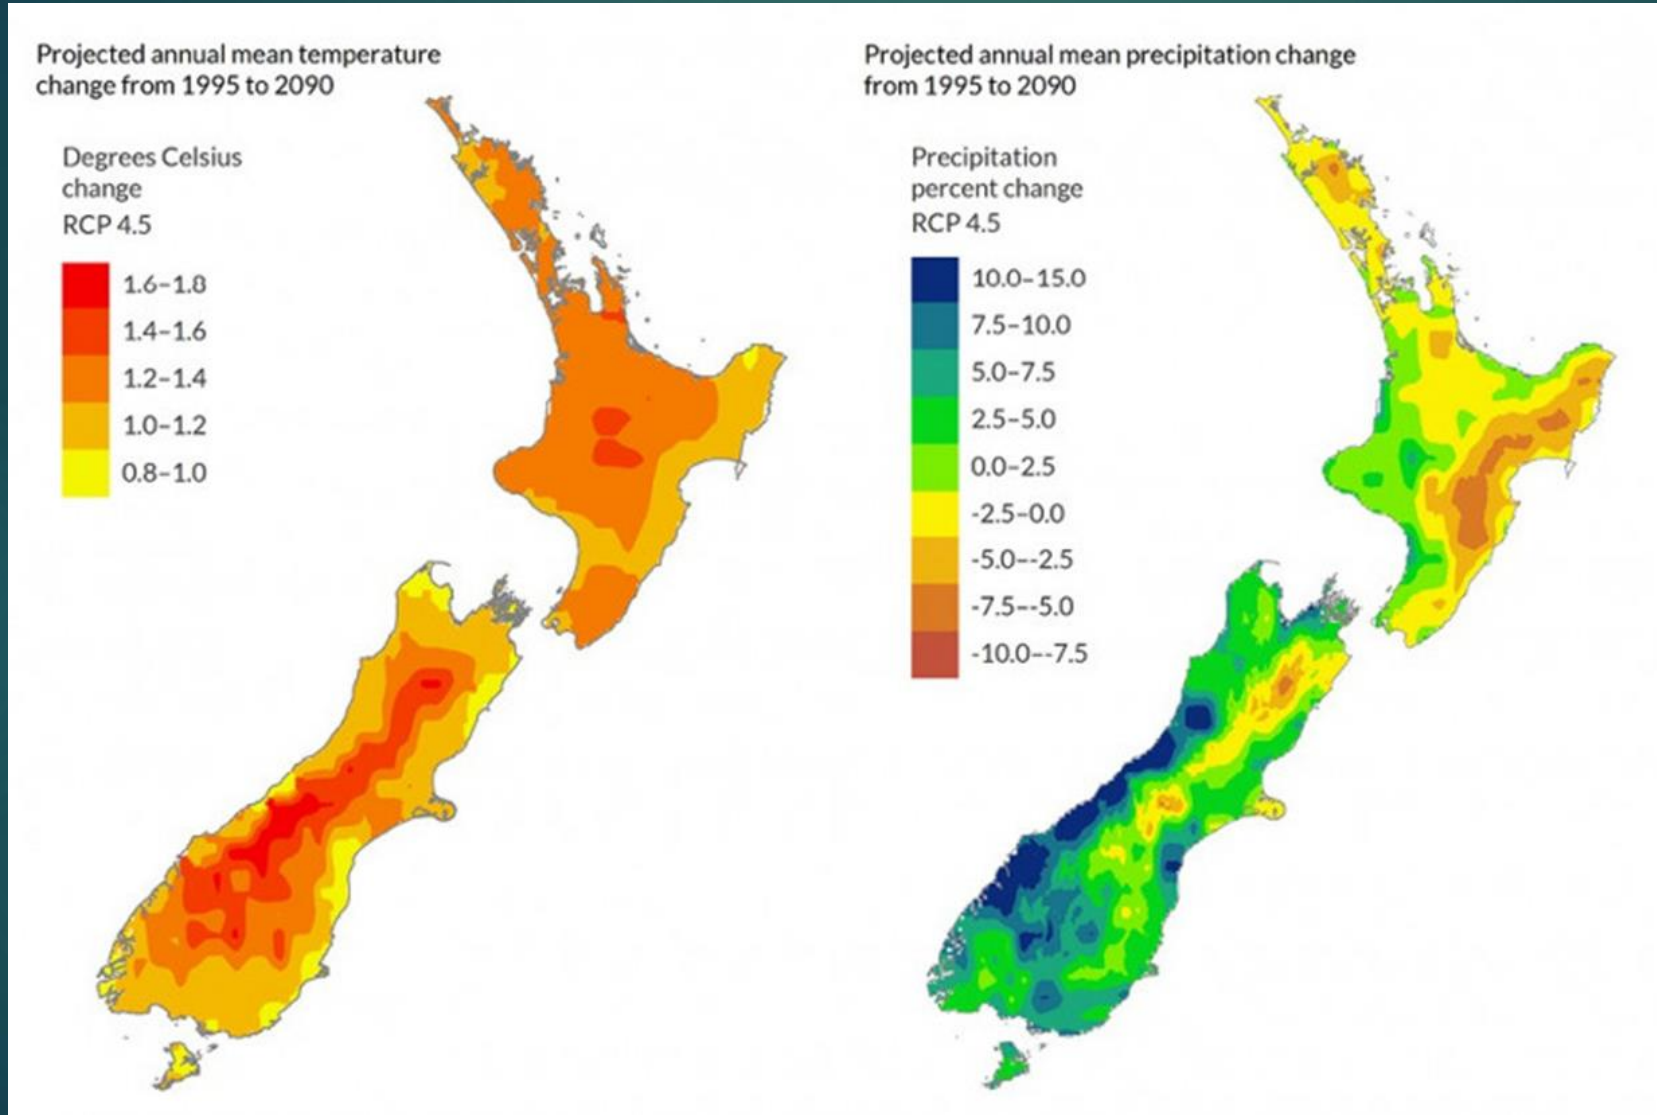 Projected annual mean temperature
change from 1995 to 2090
Degrees Celsius
change
RCP 4.5
1.6–1.8
1.4–1.6
1.2–1.4
1.0–1.2
0.8–1.0
Projected annual mean precipitation change
from 1995 to 2090
Precipitation
percent change
RCP 4.5
10.0–15.0
7.5–10.0
5.0–7.5
2.5–5.0
0.0–2.5
-2.5–0.0
-5.0–-2.5
-7.5–-5.0
-10.0–-7.5